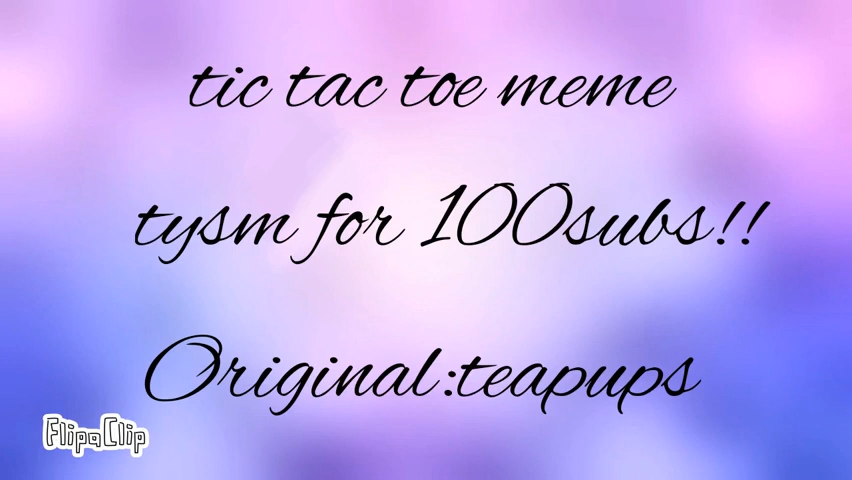 tic tac toe meme
tysm for 100subs!!
Original:teapups
FlipaClip